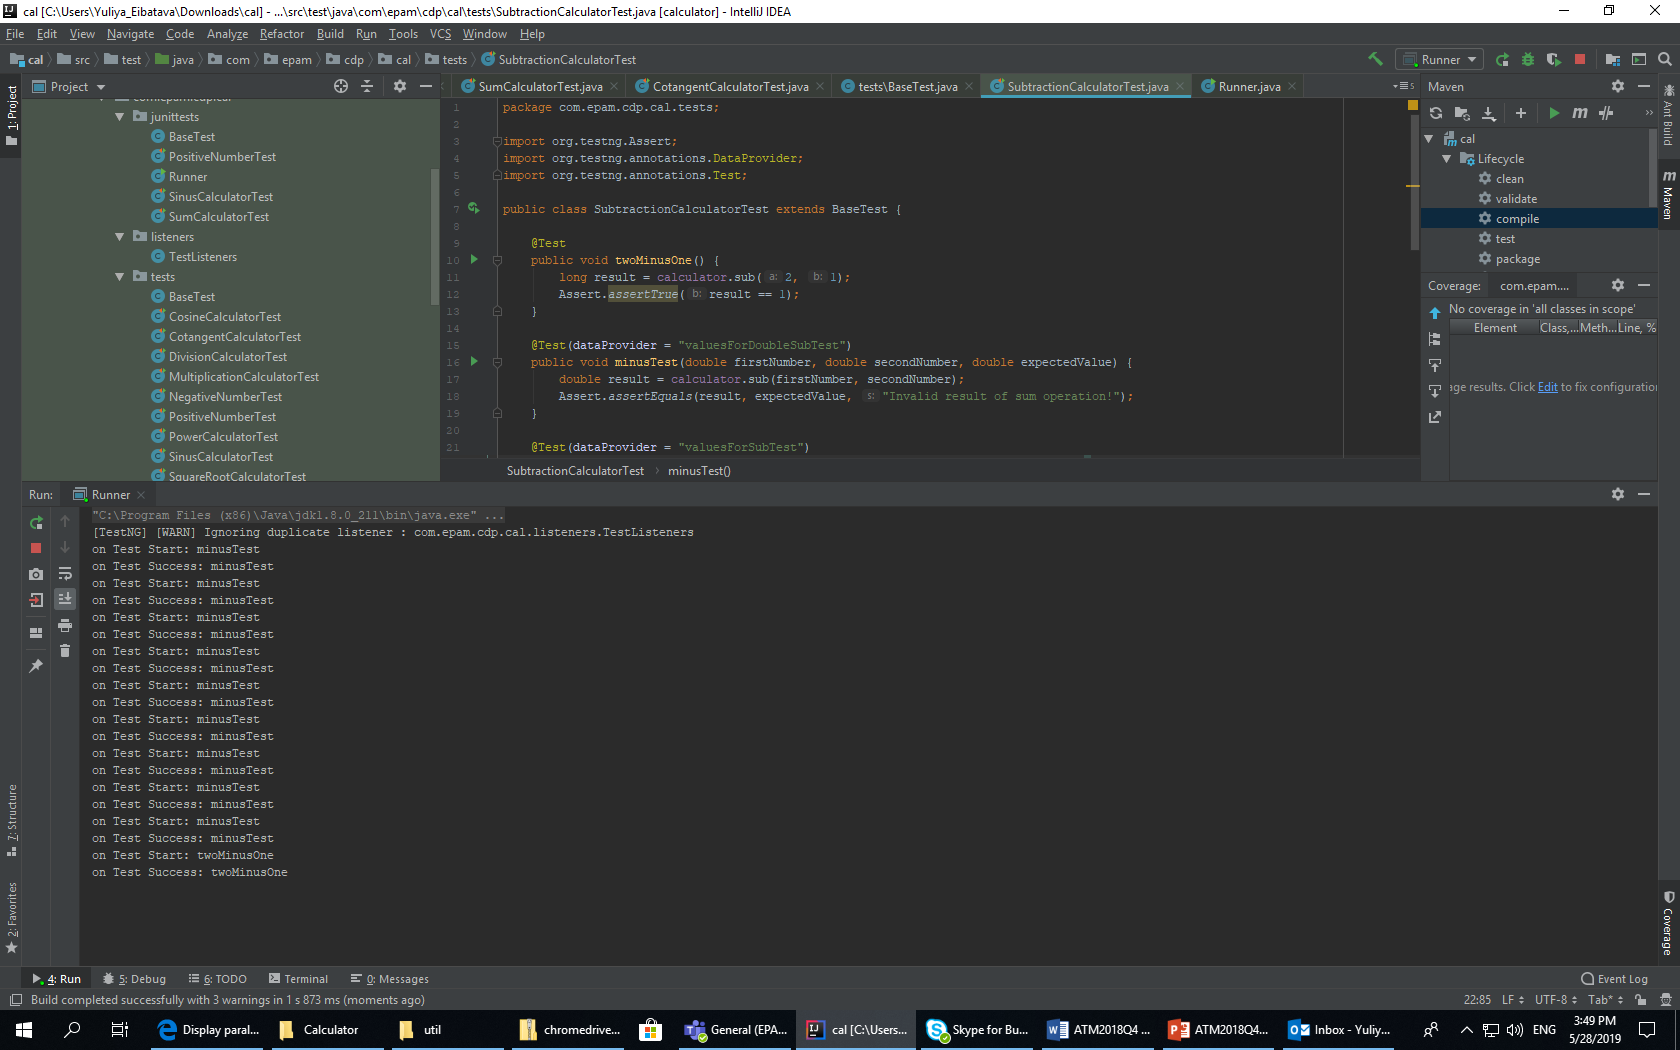 cal [C:\Users\Yuliya_Eibatava\Downloads\cal] - ...\src\test\java\com\epam\cdp\cal\tests\SubtractionCalculatorTest.java [calculator] - IntelliJ IDEA
File Edit View Navigate Code Analyze Refactor Build Run Tools VCS Window Help
cal src test java com epam cdp cal tests SubtractionCalculatorTest
Runner
Project
SumCalculatorTest.java CotangentCalculatorTest.java tests\BaseTest.java SubtractionCalculatorTest.java Runner.java
5
1: Project
junittests
BaseTest
PositiveNumberTest
Runner
SinusCalculatorTest
SumCalculatorTest
listeners
TestListeners
tests
BaseTest
CosineCalculatorTest
CotangentCalculatorTest
DivisionCalculatorTest
MultiplicationCalculatorTest
NegativeNumberTest
PositiveNumberTest
PowerCalculatorTest
SinusCalculatorTest
SquareRootCalculatorTest
1 package com.epam.cdp.cal.tests;
2
3 import org.testng.Assert;
4 import org.testng.annotations.DataProvider;
5 import org.testng.annotations.Test;
6
7 public class SubtractionCalculatorTest extends BaseTest {
8
9 @Test
10 public void twoMinusOne() {
11 long result = calculator.sub( a: 2, b: 1);
12 Assert.assertTrue( b: result == 1);
13 }
14
15 @Test(dataProvider = "valuesForDoubleSubTest")
16 public void minusTest(double firstNumber, double secondNumber, double expectedValue) {
17 double result = calculator.sub(firstNumber, secondNumber);
18 Assert.assertEquals(result, expectedValue, s: "Invalid result of sum operation!");
19 }
20
21 @Test(dataProvider = "valuesForSubTest")
SubtractionCalculatorTest › minusTest()
Maven
cal
Lifecycle
clean
validate
compile
test
package
Coverage: com.epam....
No coverage in 'all classes in scope'
Element Class,... Meth... Line, %
age results. Click Edit to fix configuration
Ant Build
Maven
Coverage
Run: Runner
"C:\Program Files (x86)\Java\jdk1.8.0_211\bin\java.exe" ...
[TestNG] [WARN] Ignoring duplicate listener : com.epam.cdp.cal.listeners.TestListeners
on Test Start: minusTest
on Test Success: minusTest
on Test Start: minusTest
on Test Success: minusTest
on Test Start: minusTest
on Test Success: minusTest
on Test Start: minusTest
on Test Success: minusTest
on Test Start: minusTest
on Test Success: minusTest
on Test Start: minusTest
on Test Success: minusTest
on Test Start: minusTest
on Test Success: minusTest
on Test Start: minusTest
on Test Success: minusTest
on Test Start: minusTest
on Test Success: minusTest
on Test Start: twoMinusOne
on Test Success: twoMinusOne
7: Structure
2: Favorites
4: Run 5: Debug 6: TODO Terminal 0: Messages Event Log
Build completed successfully with 3 warnings in 1 s 873 ms (moments ago) 22:85 LF UTF-8 Tab*
Display paral... Calculator util chromedrive... General (EPA... cal [C:\Users... Skype for Bu... ATM2018Q4 ... ATM2018Q4... Inbox - Yuliy... ENG
3:49 PM
5/28/2019